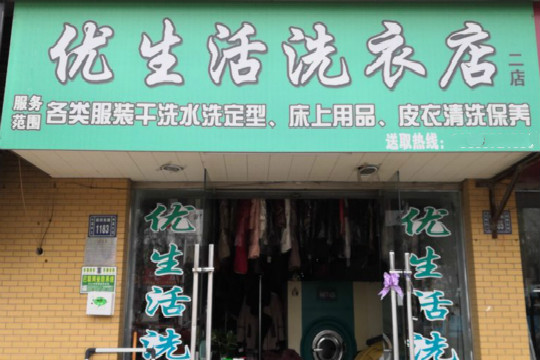 优生活洗衣店
二店
服务
范围
各类服装干洗水洗定型、床上用品、皮衣清洗保养
送取热线：
1103
优生活洗
优生活洗